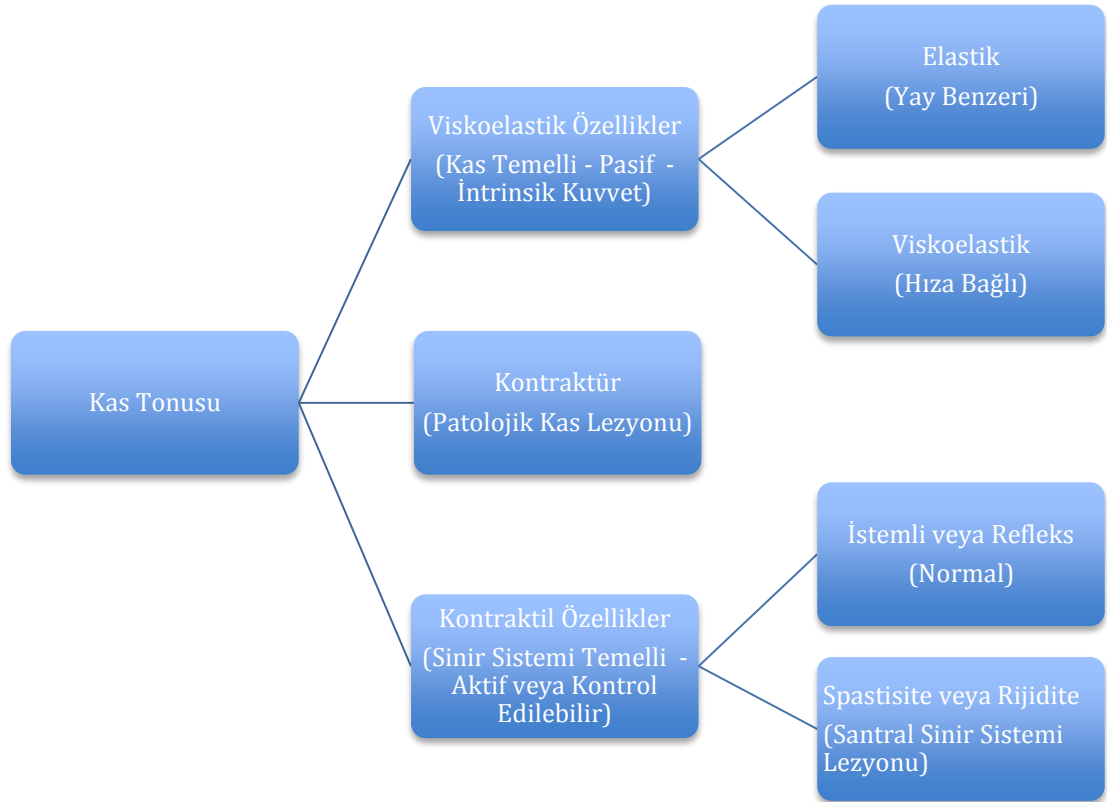 Kas Tonusu
Viskoelastik Özellikler
(Kas Temelli - Pasif -
İntrinsik Kuvvet)
Elastik
(Yay Benzeri)
Viskoelastik
(Hıza Bağlı)
Kontraktür
(Patolojik Kas Lezyonu)
Kontraktil Özellikler
(Sinir Sistemi Temelli -
Aktif veya Kontrol
Edilebilir)
İstemli veya Refleks
(Normal)
Spastisite veya Rijidite
(Santral Sinir Sistemi
Lezyonu)